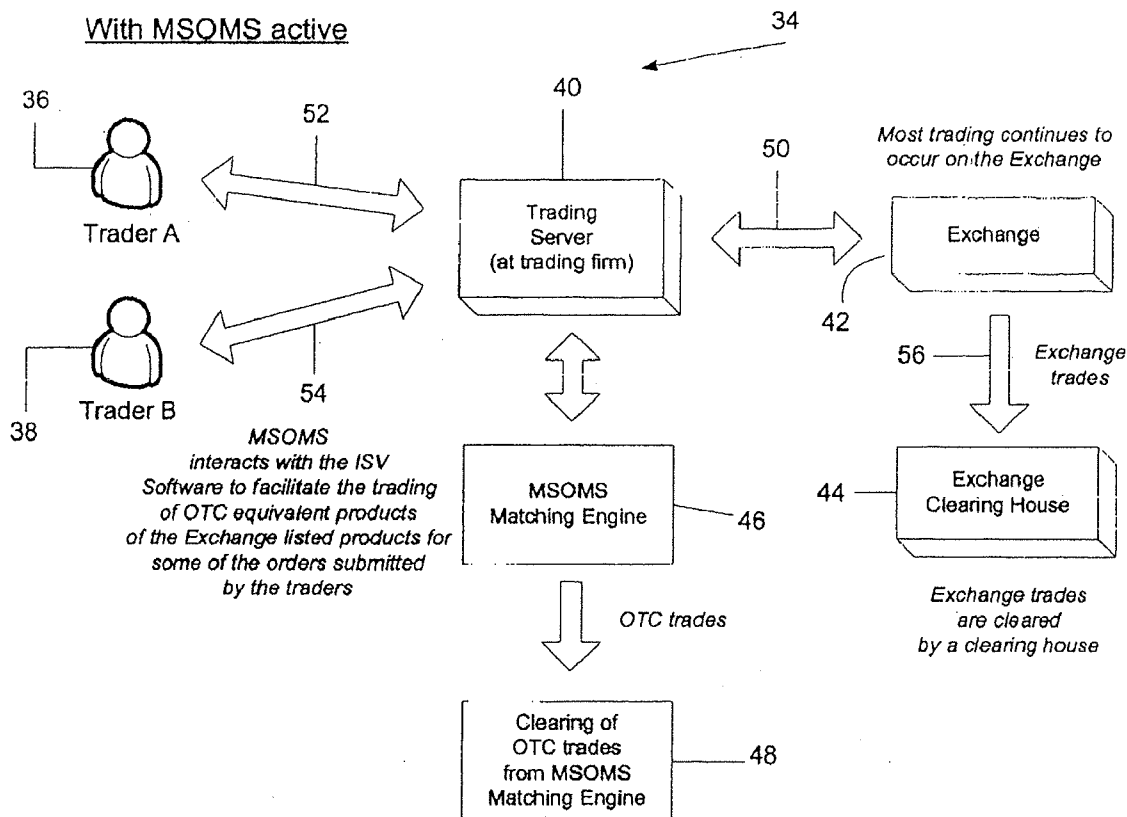 With MSOMS active
34
36
52
40
50
Most trading continues to
occur on the Exchange
Trader A
Trading
Server
(at trading firm)
Exchange
42
38
Trader B
54
56
Exchange
trades
MSOMS
interacts with the ISV
Software to facilitate the trading
of OTC equivalent products
of the Exchange listed products for
some of the orders submitted
by the traders
MSOMS
Matching Engine
46
44
Exchange
Clearing House
OTC trades
Exchange trades
are cleared
by a clearing house
Clearing of
OTC trades
from MSOMS
Matching Engine
48